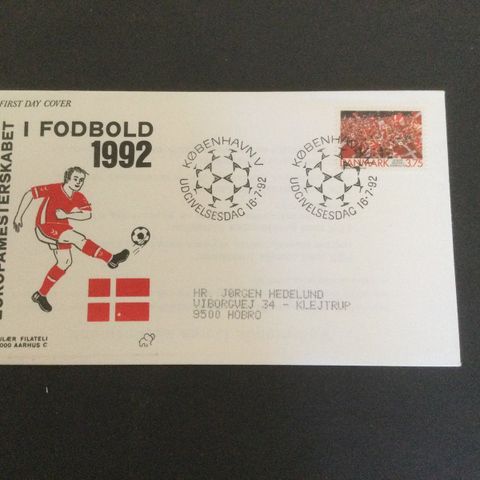 FIRST DAY COVER
EUROPAMESTERSKABET
I FODBOLD
1992
KØBENHAVN V.
UDGIVELSESDAG 16-7-92
KØBENHAVN V.
UDGIVELSESDAG 16-7-92
DANMARK 3.75
HR. JØRGEN HEDELUND
VIBORGVEJ 34 - KLEJTRUP
9500 HOBRO
FILATELI
AARHUS C